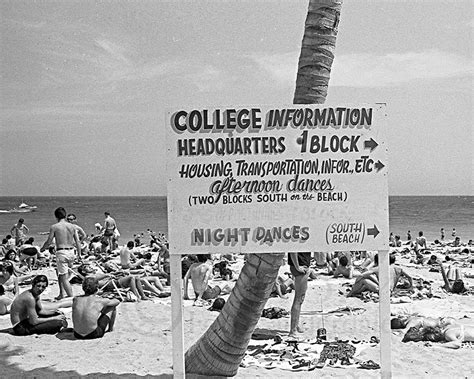 COLLEGE INFORMATION
HEADQUARTERS 1 BLOCK →
HOUSING, TRANSPORTATION, INFOR., ETC →
afternoon dances
(TWO BLOCKS SOUTH on the BEACH)
NIGHT DANCES (SOUTH BEACH) →